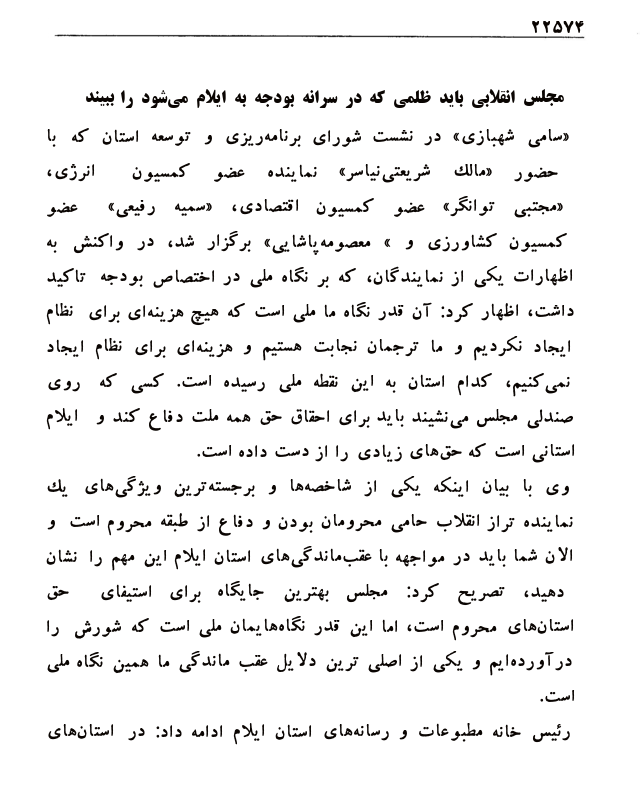 ۲۲۵۷۴
مجلس انقلابی باید ظلمی که در سرانه بودجه به ایلام می‌شود را ببیند
«سامی شهبازی» در نشست شورای برنامه‌ریزی و توسعه استان که با
حضور «مالك شریعتی‌نیاسر» نماینده عضو کمسیون انرژی،
«مجتبی توانگر» عضو کمسیون اقتصادی، «سمیه رفیعی» عضو
کمسیون کشاورزی و » معصومه‌پاشایی» برگزار شد، در واکنش به
اظهارات یکی از نمایندگان، که بر نگاه ملی در اختصاص بودجه تاکید
داشت، اظهار کرد: آن قدر نگاه ما ملی است که هیچ هزینه‌ای برای نظام
ایجاد نکردیم و ما ترجمان نجابت هستیم و هزینه‌ای برای نظام ایجاد
نمی‌کنیم، کدام استان به این نقطه ملی رسیده است. کسی که روی
صندلی مجلس می‌نشیند باید برای احقاق حق همه ملت دفاع کند و ایلام
استانی است که حق‌های زیادی را از دست داده است.
وی با بیان اینکه یکی از شاخصه‌ها و برجسته‌ترین ویژگی‌های یك
نماینده تراز انقلاب حامی محرومان بودن و دفاع از طبقه محروم است و
الان شما باید در مواجهه با عقب‌ماندگی‌های استان ایلام این مهم را نشان
دهید، تصریح کرد: مجلس بهترین جایگاه برای استیفای حق
استان‌های محروم است، اما این قدر نگاه‌هایمان ملی است که شورش را
درآورده‌ایم و یکی از اصلی ترین دلایل عقب ماندگی ما همین نگاه ملی
است.
رئیس خانه مطبوعات و رسانه‌های استان ایلام ادامه داد: در استان‌های